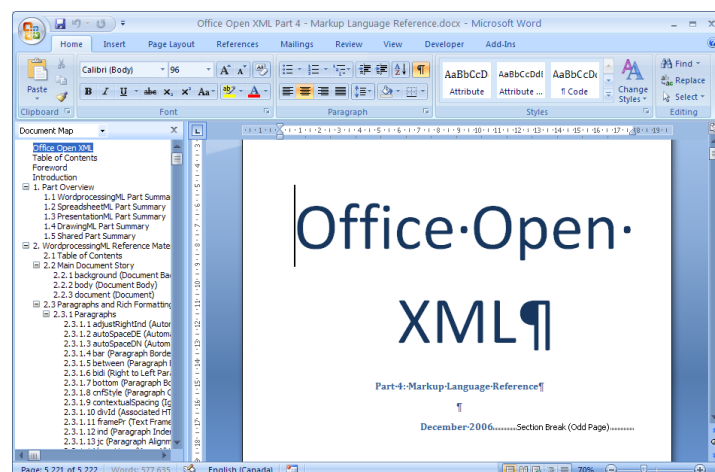 Office Open XML Part 4 - Markup Language Reference.docx - Microsoft Word
Home Insert Page Layout References Mailings Review View Developer Add-Ins
Calibri (Body) 96
Paste
AaBbCcD AaBbCcDdE AaBbCcDc
Attribute Attribute ... ¶ Code
Change Styles
Find
Replace
Select
Clipboard Font Paragraph Styles Editing
Document Map
Office Open XML
Table of Contents
Foreword
Introduction
1. Part Overview
1.1 WordprocessingML Part Summa
1.2 SpreadsheetML Part Summary
1.3 PresentationML Part Summary
1.4 DrawingML Part Summary
1.5 Shared Part Summary
2. WordprocessingML Reference Mate
2.1 Table of Contents
2.2 Main Document Story
2.2.1 background (Document Ba
2.2.2 body (Document Body)
2.2.3 document (Document)
2.3 Paragraphs and Rich Formatting
2.3.1 Paragraphs
2.3.1.1 adjustRightInd (Autom
2.3.1.2 autoSpaceDE (Autom
2.3.1.3 autoSpaceDN (Autom
2.3.1.4 bar (Paragraph Borde
2.3.1.5 between (Paragraph
2.3.1.6 bidi (Right to Left Par
2.3.1.7 bottom (Paragraph Bo
2.3.1.8 cnfStyle (Paragraph C
2.3.1.9 contextualSpacing (Ig
2.3.1.10 divId (Associated HT
2.3.1.11 framePr (Text Frame
2.3.1.12 ind (Paragraph Inde
2.3.1.13 jc (Paragraph Alignm
Office·Open·
XML¶
Part·4:·Markup·Language·Reference¶
¶
December·2006 Section Break (Odd Page)
Page: 5,221 of 5,222 Words: 577,635 English (Canada) 70%